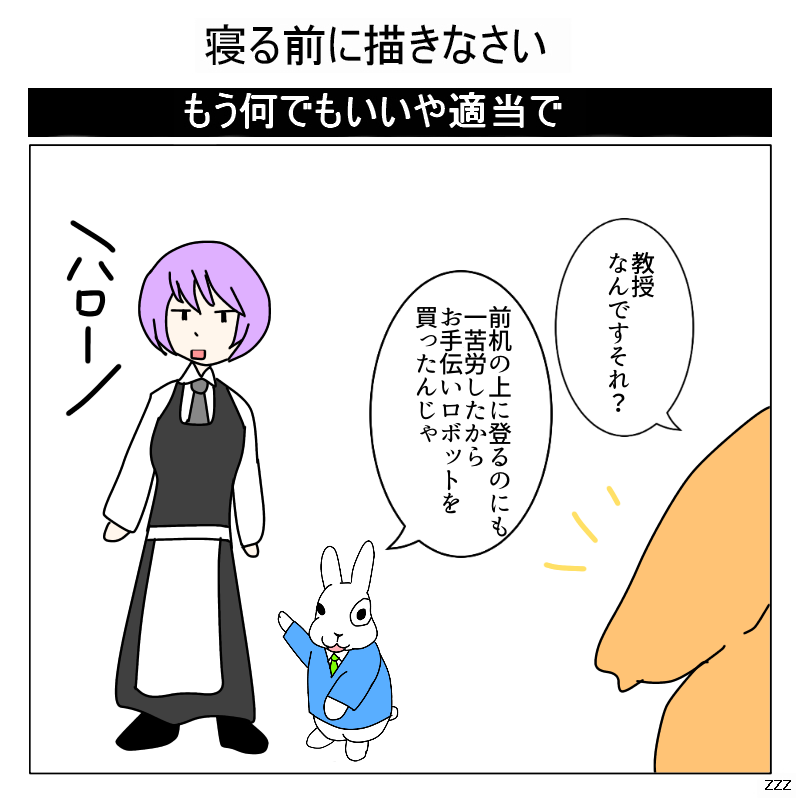 寝る前に描きなさい
もう何でもいいや適当で
教授
なんですそれ？
前机の上に登るのにも
一苦労したから
お手伝いロボットを
買ったんじゃ
＼ハロー／
zzz